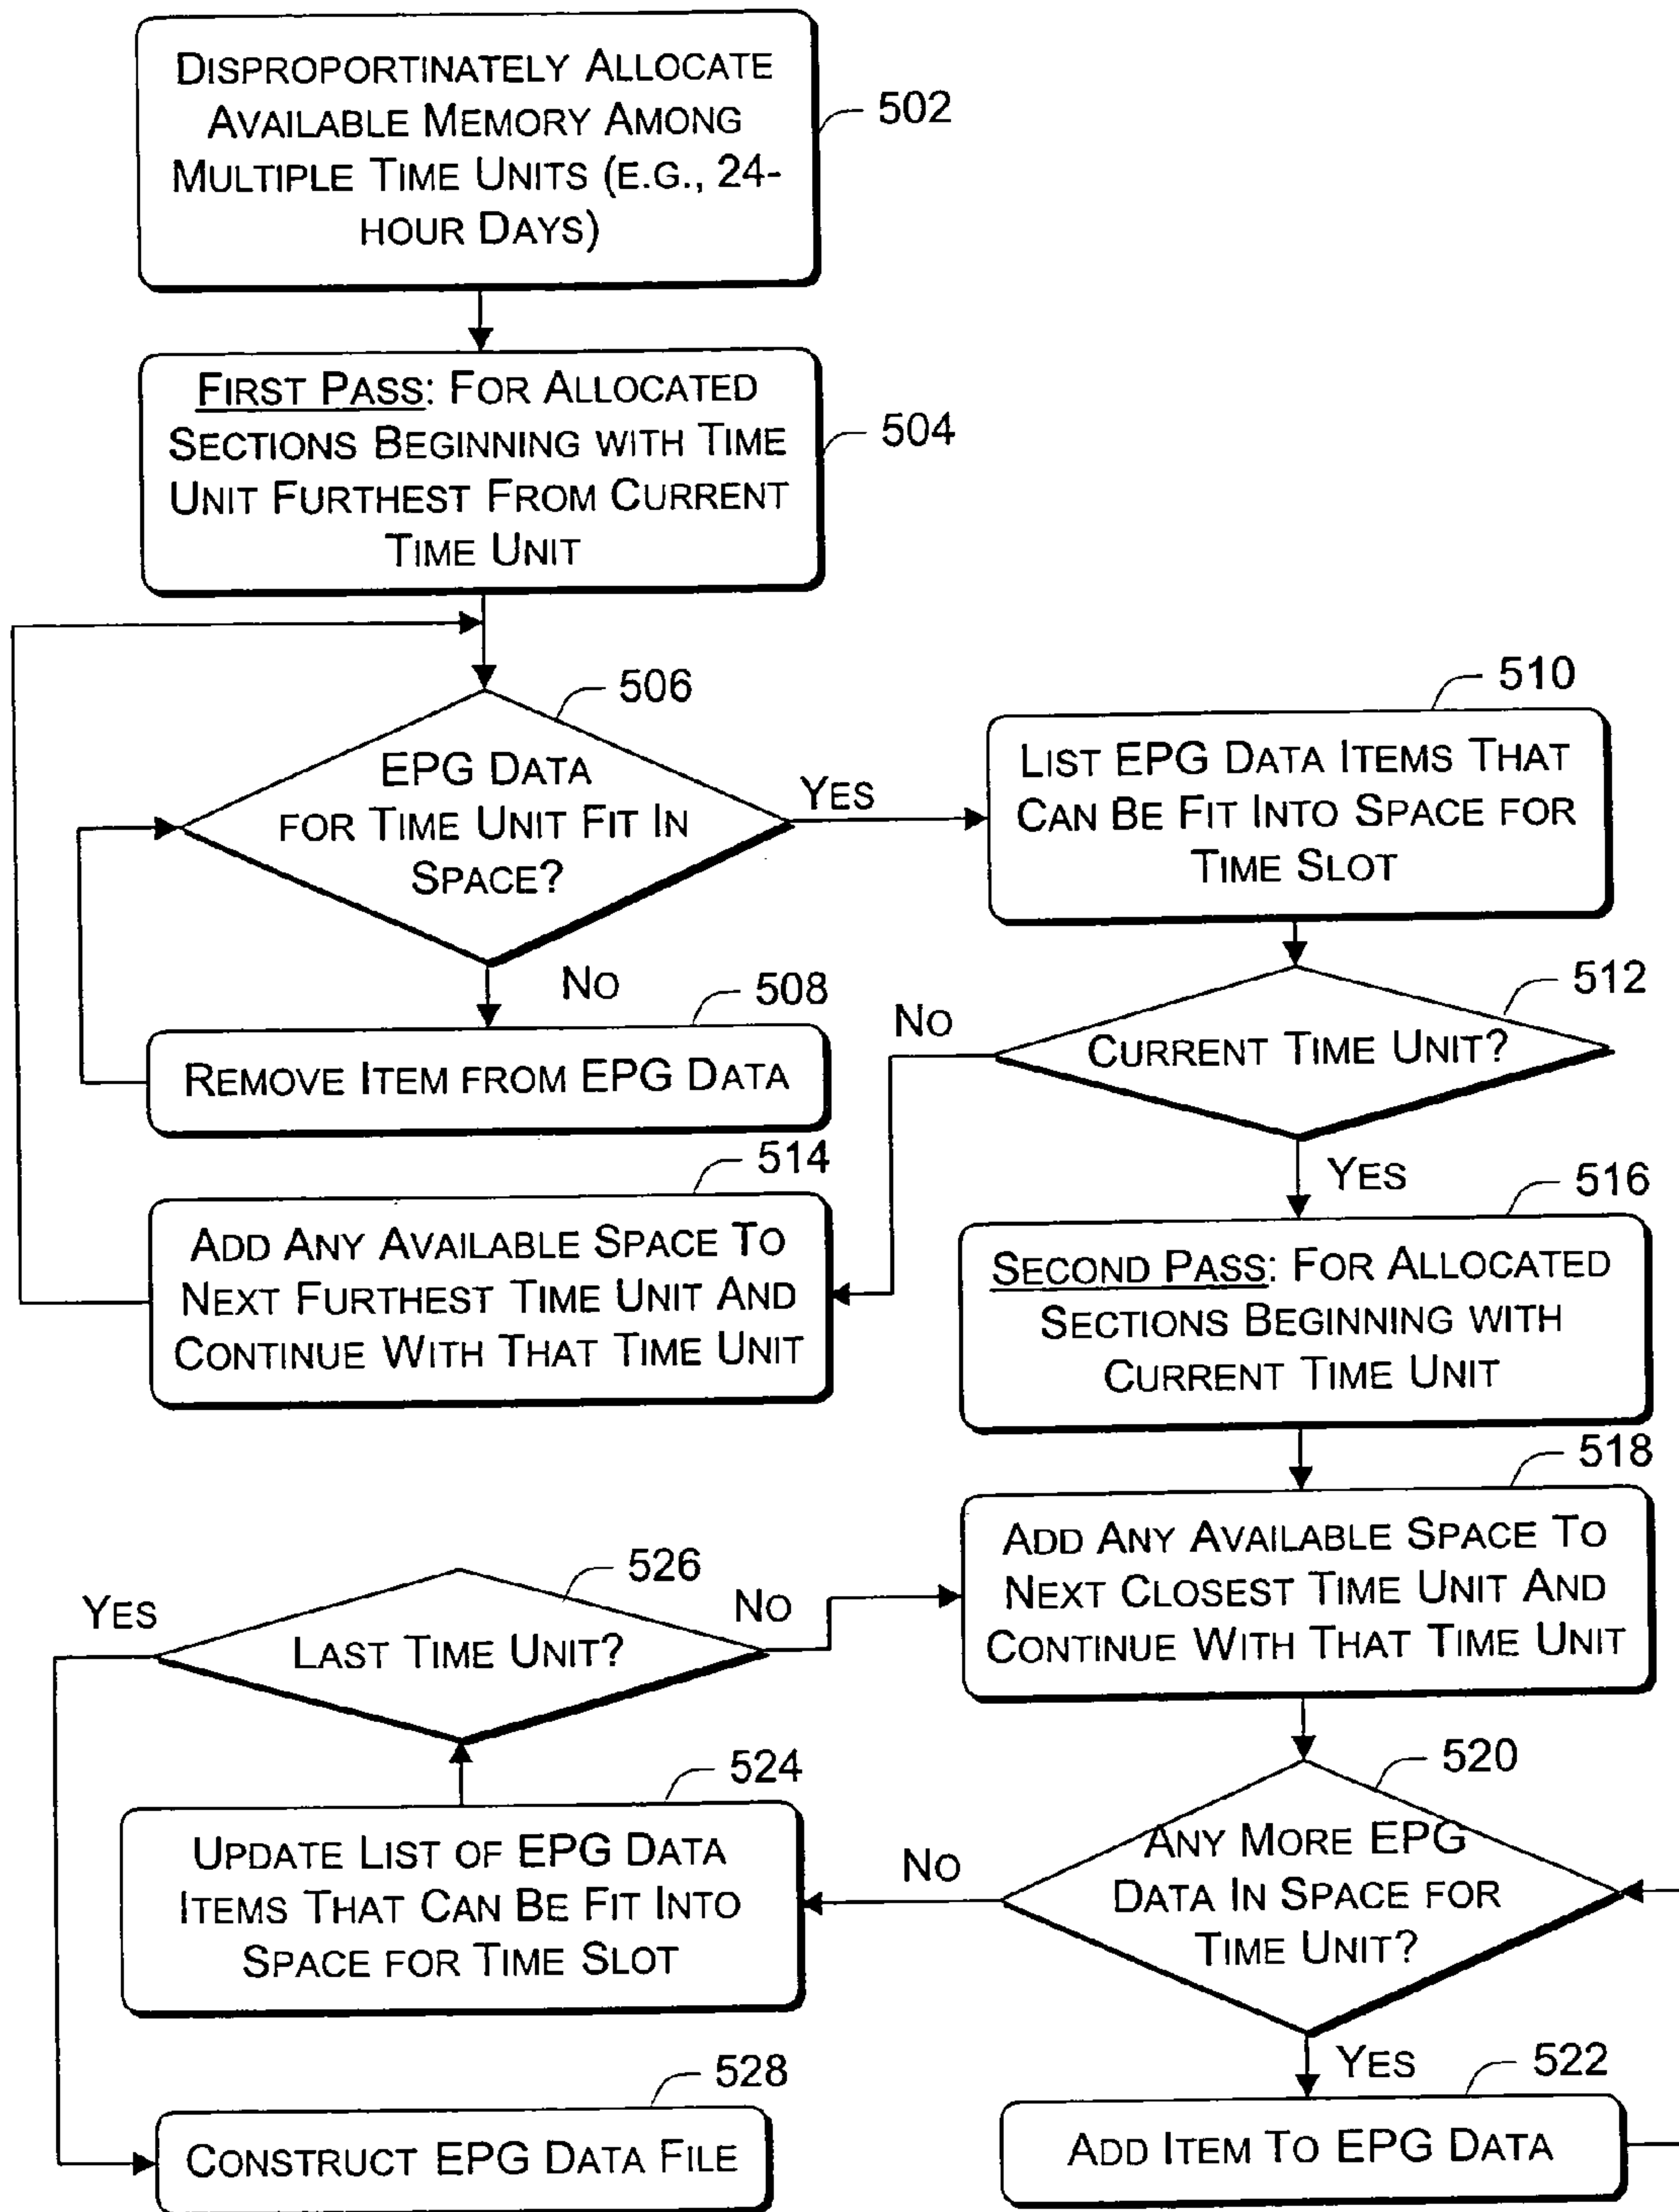 DISPROPORTINATELY ALLOCATE
AVAILABLE MEMORY AMONG
MULTIPLE TIME UNITS (E.G., 24-
HOUR DAYS)
502
FIRST PASS: FOR ALLOCATED
SECTIONS BEGINNING WITH TIME
UNIT FURTHEST FROM CURRENT
TIME UNIT
504
506
EPG DATA
FOR TIME UNIT FIT IN
SPACE?
YES
NO
508
REMOVE ITEM FROM EPG DATA
510
LIST EPG DATA ITEMS THAT
CAN BE FIT INTO SPACE FOR
TIME SLOT
512
CURRENT TIME UNIT?
NO
YES
514
ADD ANY AVAILABLE SPACE TO
NEXT FURTHEST TIME UNIT AND
CONTINUE WITH THAT TIME UNIT
516
SECOND PASS: FOR ALLOCATED
SECTIONS BEGINNING WITH
CURRENT TIME UNIT
518
ADD ANY AVAILABLE SPACE TO
NEXT CLOSEST TIME UNIT AND
CONTINUE WITH THAT TIME UNIT
520
ANY MORE EPG
DATA IN SPACE FOR
TIME UNIT?
NO
YES
522
ADD ITEM TO EPG DATA
524
UPDATE LIST OF EPG DATA
ITEMS THAT CAN BE FIT INTO
SPACE FOR TIME SLOT
526
LAST TIME UNIT?
YES
NO
528
CONSTRUCT EPG DATA FILE